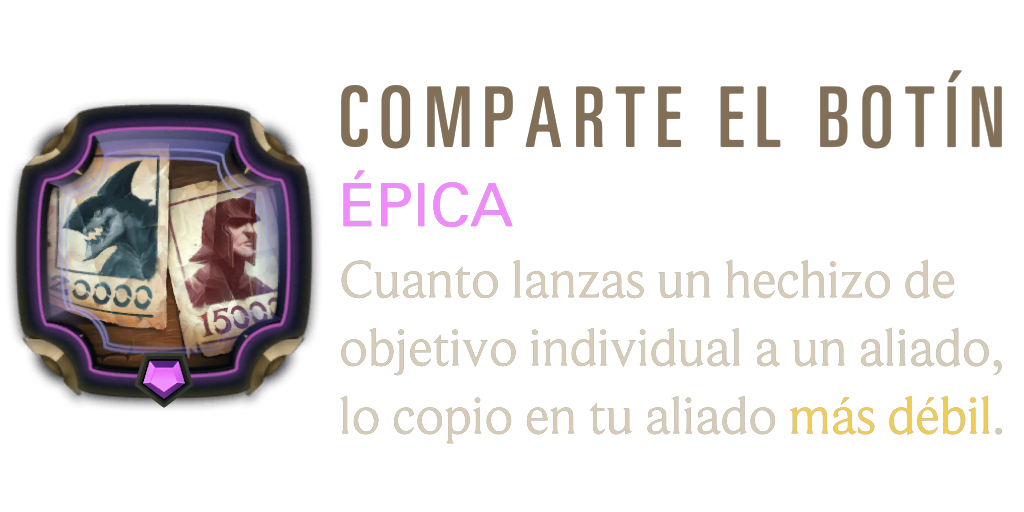 COMPARTE EL BOTÍN
ÉPICA
Cuanto lanzas un hechizo de
objetivo individual a un aliado,
lo copio en tu aliado más débil.
20000
15000